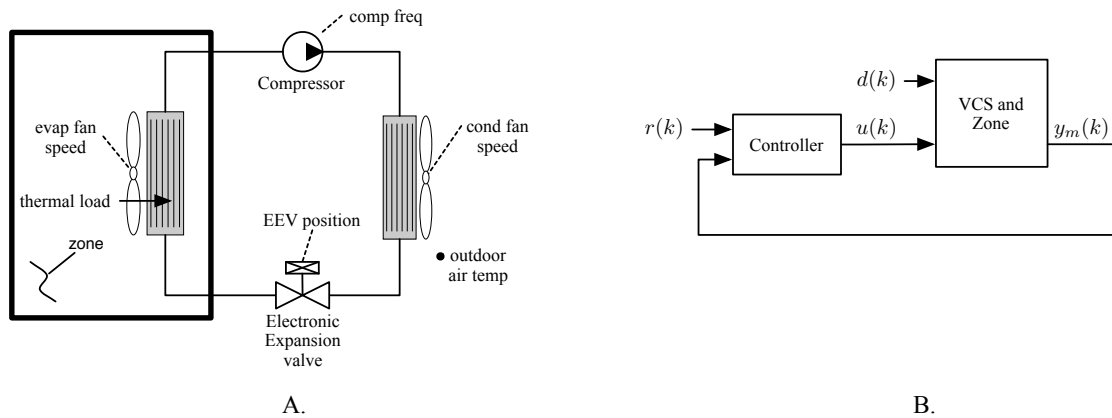 comp freq
Compressor
evap fan
speed
cond fan
speed
thermal load
EEV position
zone
outdoor
air temp
Electronic
Expansion
valve
A.
d(k)
VCS and
Zone
r(k)
Controller
u(k)
y_m(k)
B.